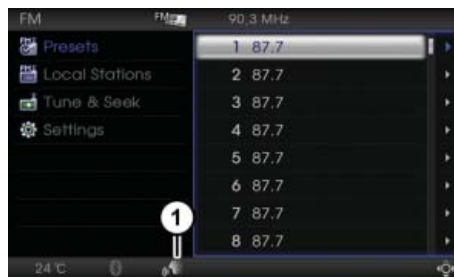 FM FM 90,3 MHz
Presets
Local Stations
Tune & Seek
Settings
1 87.7
2 87.7
3 87.7
4 87.7
5 87.7
6 87.7
7 87.7
8 87.7
1
24 °C